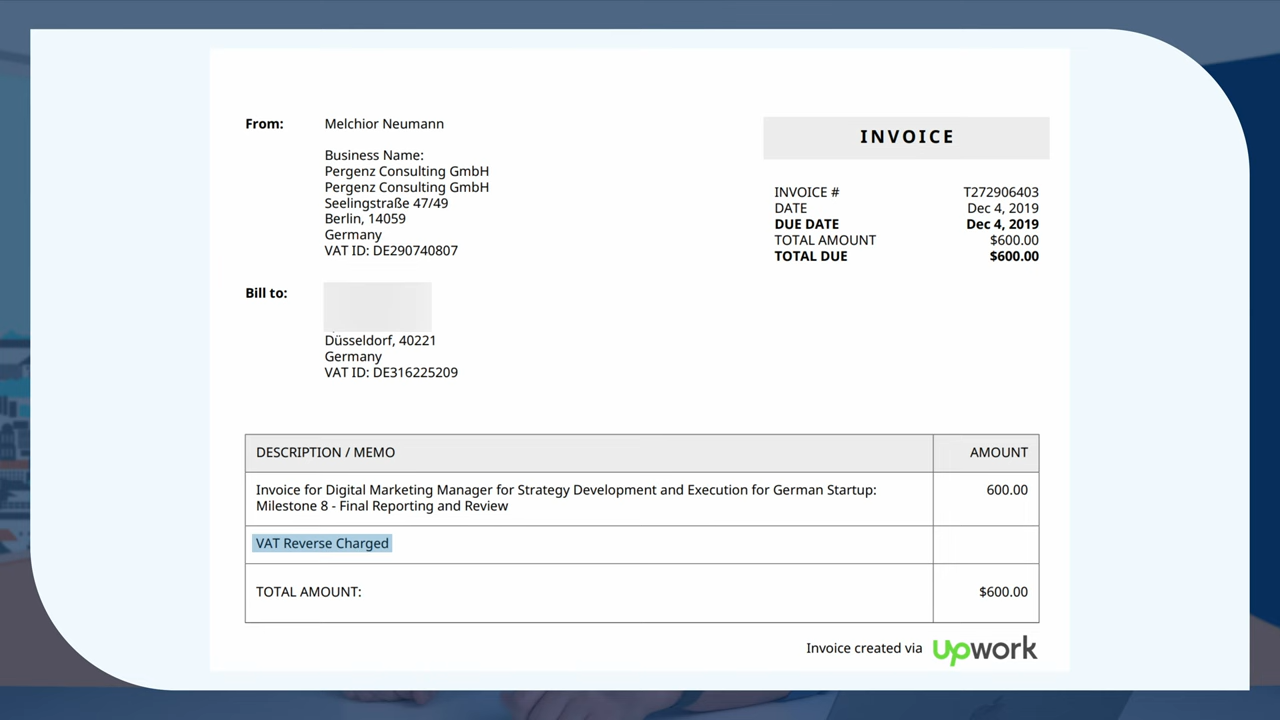 From:
Melchior Neumann
Business Name:
Pergenz Consulting GmbH
Pergenz Consulting GmbH
Seelingstraße 47/49
Berlin, 14059
Germany
VAT ID: DE290740807
INVOICE
INVOICE # T272906403
DATE Dec 4, 2019
DUE DATE Dec 4, 2019
TOTAL AMOUNT $600.00
TOTAL DUE $600.00
Bill to:
Düsseldorf, 40221
Germany
VAT ID: DE316225209
DESCRIPTION / MEMO AMOUNT
Invoice for Digital Marketing Manager for Strategy Development and Execution for German Startup: 600.00
Milestone 8 - Final Reporting and Review
VAT Reverse Charged
TOTAL AMOUNT: $600.00
Invoice created via upwork